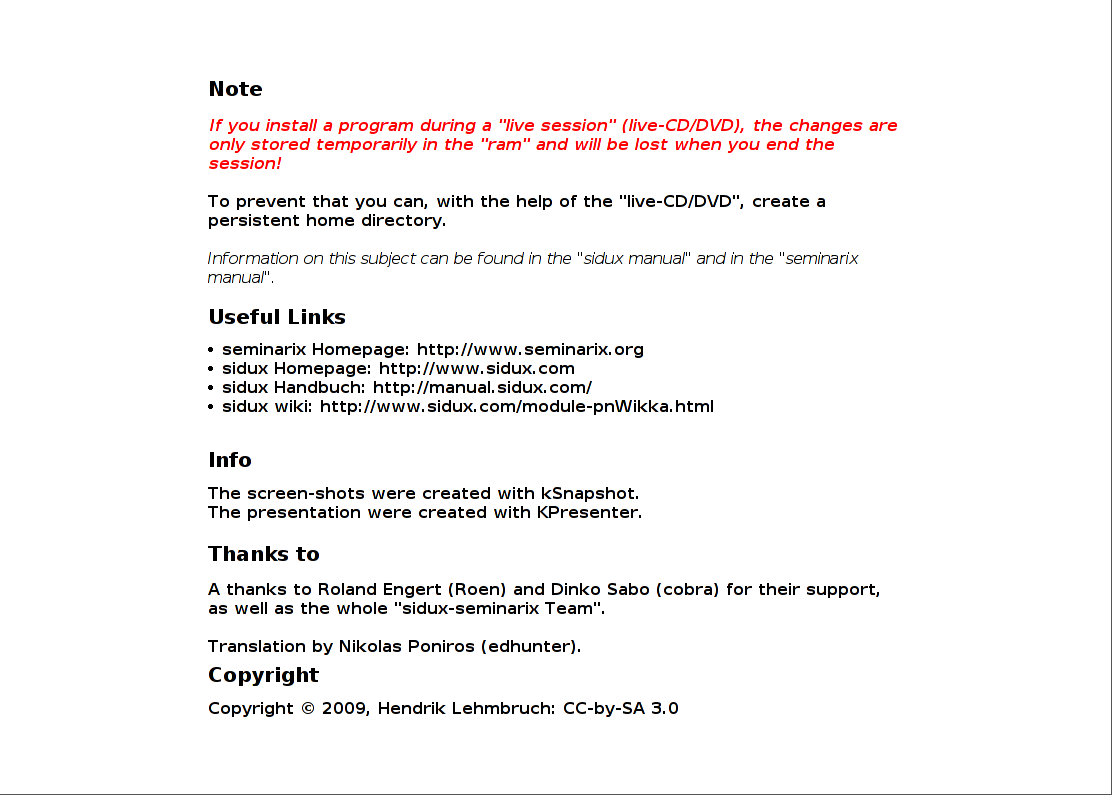 Note
If you install a program during a "live session" (live-CD/DVD), the changes are
only stored temporarily in the "ram" and will be lost when you end the
session!
To prevent that you can, with the help of the "live-CD/DVD", create a
persistent home directory.
Information on this subject can be found in the "sidux manual" and in the "seminarix
manual".
Useful Links
• seminarix Homepage: http://www.seminarix.org
• sidux Homepage: http://www.sidux.com
• sidux Handbuch: http://manual.sidux.com/
• sidux wiki: http://www.sidux.com/module-pnWikka.html
Info
The screen-shots were created with kSnapshot.
The presentation were created with KPresenter.
Thanks to
A thanks to Roland Engert (Roen) and Dinko Sabo (cobra) for their support,
as well as the whole "sidux-seminarix Team".
Translation by Nikolas Poniros (edhunter).
Copyright
Copyright © 2009, Hendrik Lehmbruch: CC-by-SA 3.0